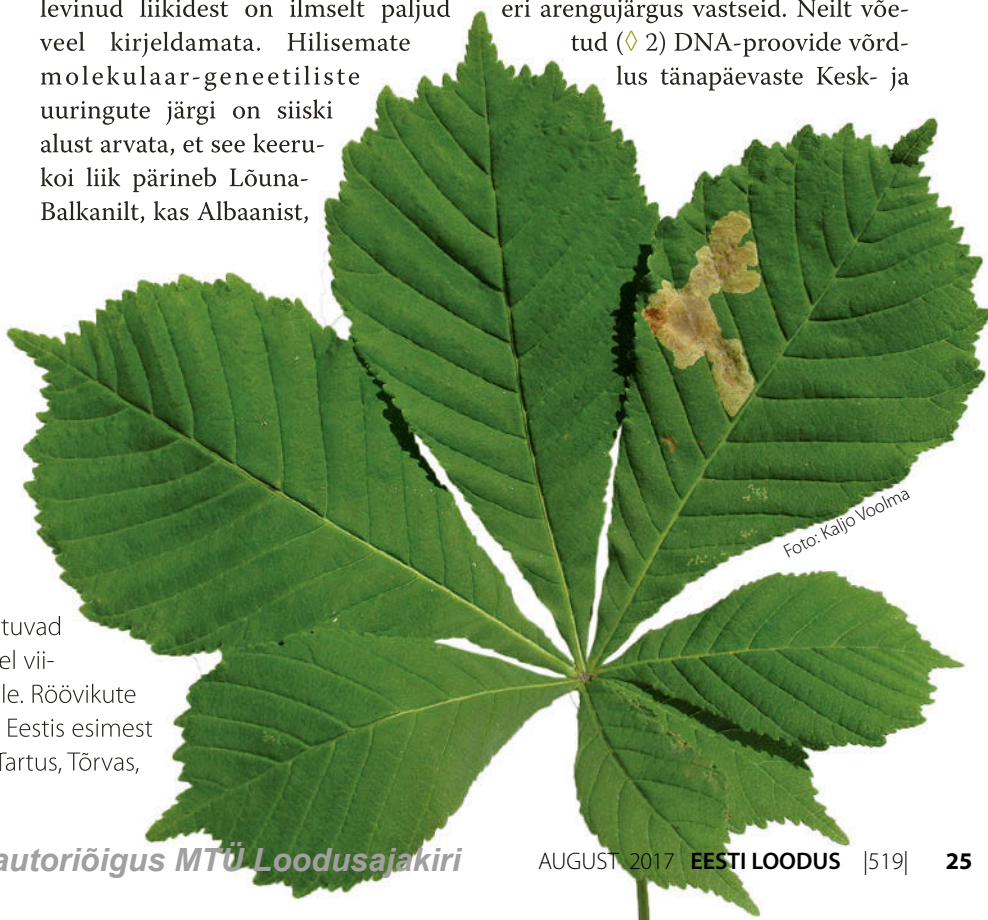 levinud liikidest on ilmselt paljud
veel kirjeldamata. Hilisemate
molekulaar-geneetiliste
uuringute järgi on siiski
alust arvata, et see keeru-
koi liik pärineb Lõuna-
Balkanilt, kas Albaanist,
eri arengujärgus vastseid. Neilt võe-
tud (◊ 2) DNA-proovide võrd-
lus tänapäevaste Kesk- ja
Foto: Kaljo Voolma
tuvad
el vii-
le. Röövikute
Eestis esimest
Tartus, Tõrvas,
autoriõigus MTÜ Loodusajakiri
AUGUST 2017 EESTI LOODUS |519| 25